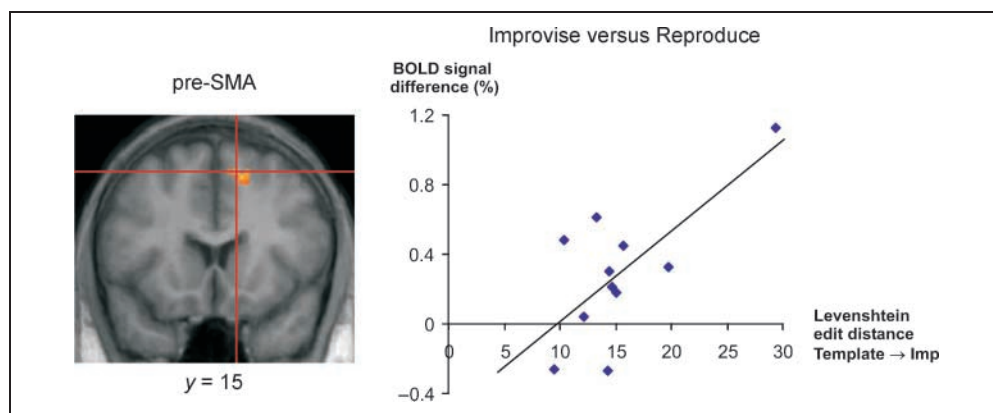 Improvise versus Reproduce
pre-SMA
BOLD signal
difference (%)
1.2
0.8
0.4
0
–0.4
0 5 10 15 20 25 30
Levenshtein
edit distance
Template → Imp
y = 15